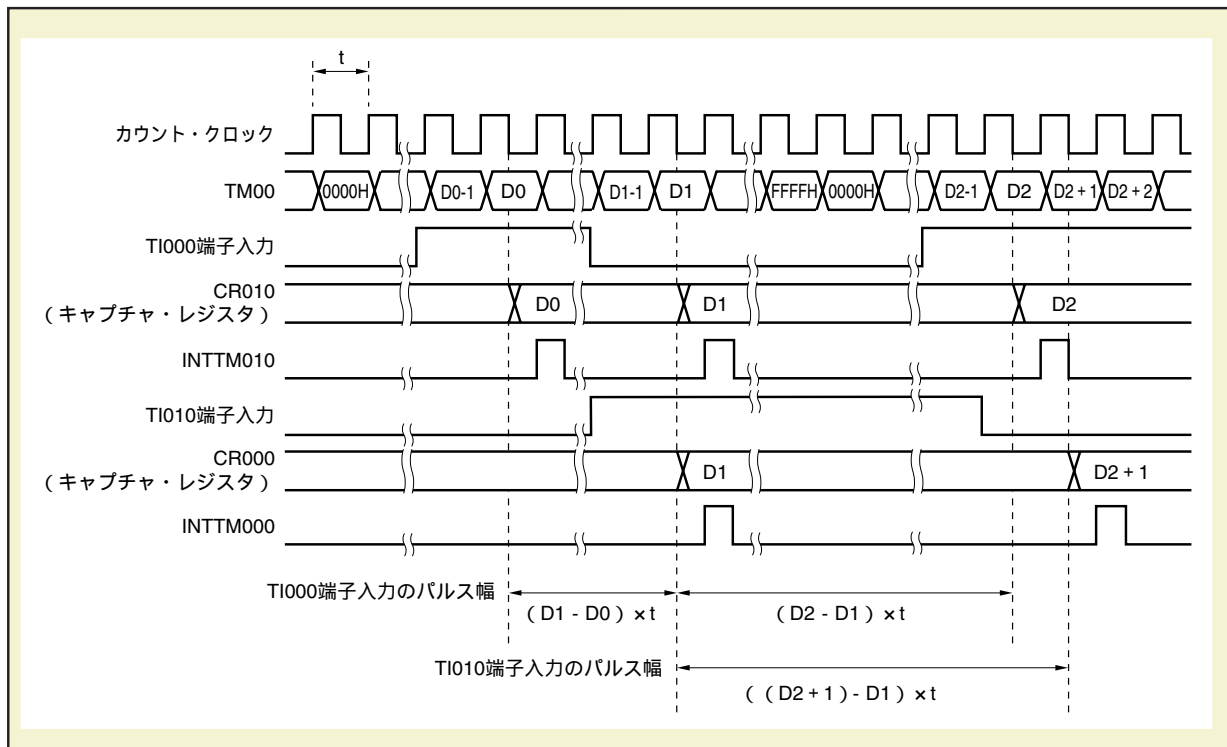 t
カウント・クロック
TM00
0000H
D0-1
D0
D1-1
D1
FFFFH
0000H
D2-1
D2
D2 + 1
D2 + 2
TI000端子入力
CR010
（キャプチャ・レジスタ）
D0
D1
D2
INTTM010
TI010端子入力
CR000
（キャプチャ・レジスタ）
D1
D2 + 1
INTTM000
TI000端子入力のパルス幅
（D1 - D0）×t
（D2 - D1）×t
TI010端子入力のパルス幅
（（D2 + 1）- D1）×t